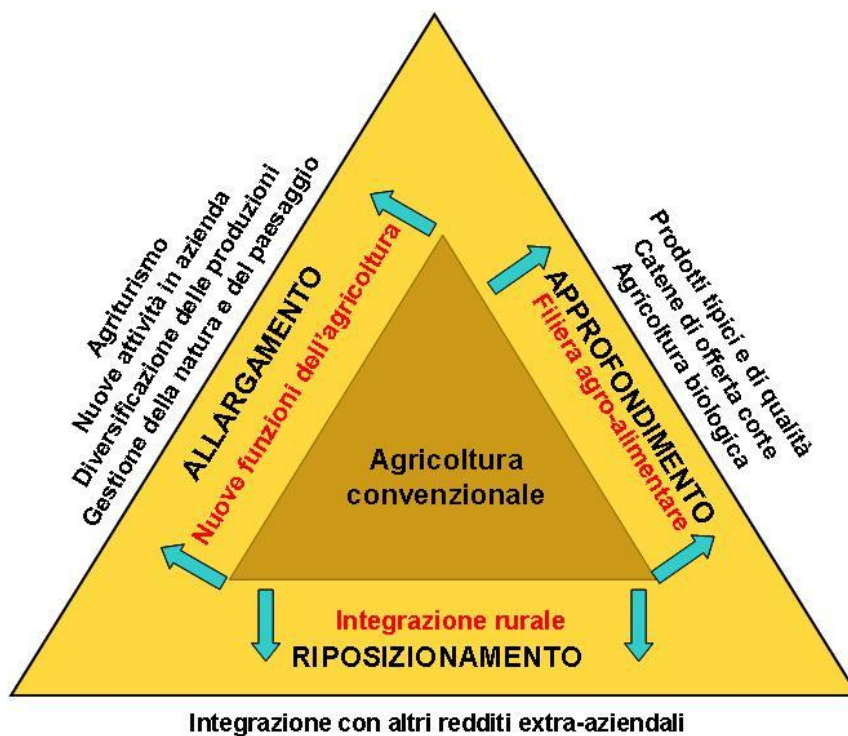 Agriturismo
Nuove attività in azienda
Diversificazione delle produzioni
Gestione della natura e del paesaggio
ALLARGAMENTO
Nuove funzioni dell'agricoltura
Prodotti tipici e di qualità
Catene di offerta corte
Agricoltura biologica
APPROFONDIMENTO
Filiera agro-alimentare
Agricoltura
convenzionale
Integrazione rurale
RIPOSIZIONAMENTO
Integrazione con altri redditi extra-aziendali